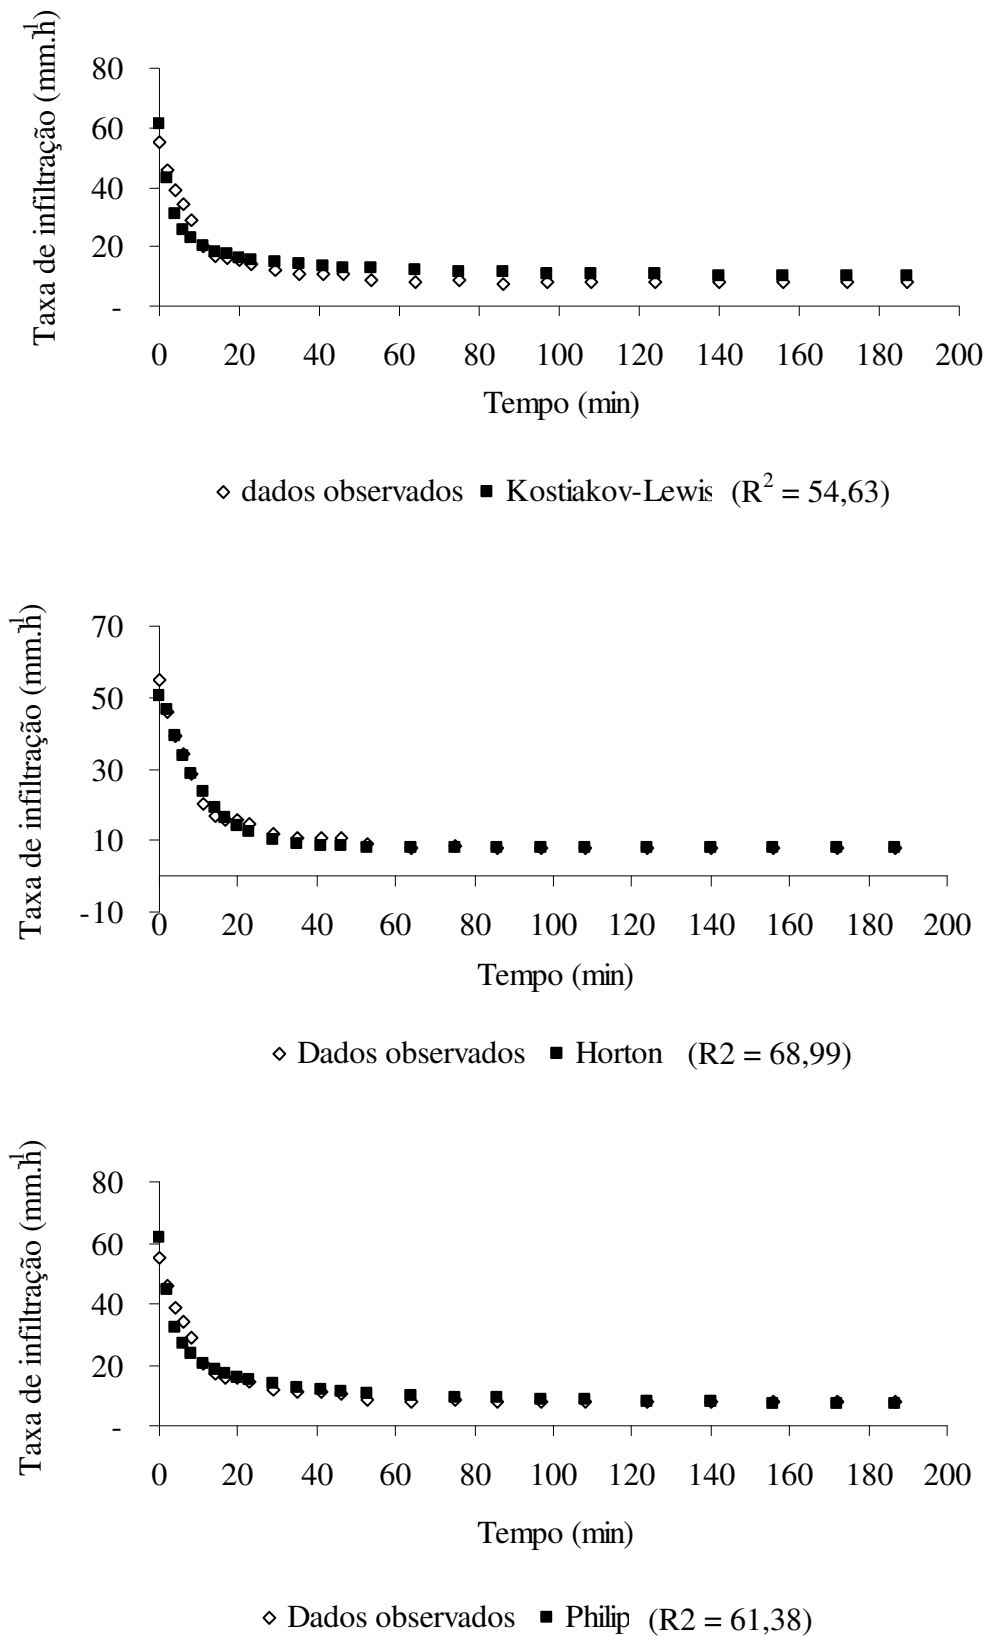 Taxa de infiltração (mm.h1)
80
60
40
20
-
0 20 40 60 80 100 120 140 160 180 200
Tempo (min)
dados observados Kostiakov-Lewis (R2 = 54,63)
Taxa de infiltração (mm.h1)
70
50
30
10
-10
0 20 40 60 80 100 120 140 160 180 200
Tempo (min)
Dados observados Horton (R2 = 68,99)
Taxa de infiltração (mm.h1)
80
60
40
20
-
0 20 40 60 80 100 120 140 160 180 200
Tempo (min)
Dados observados Philip (R2 = 61,38)